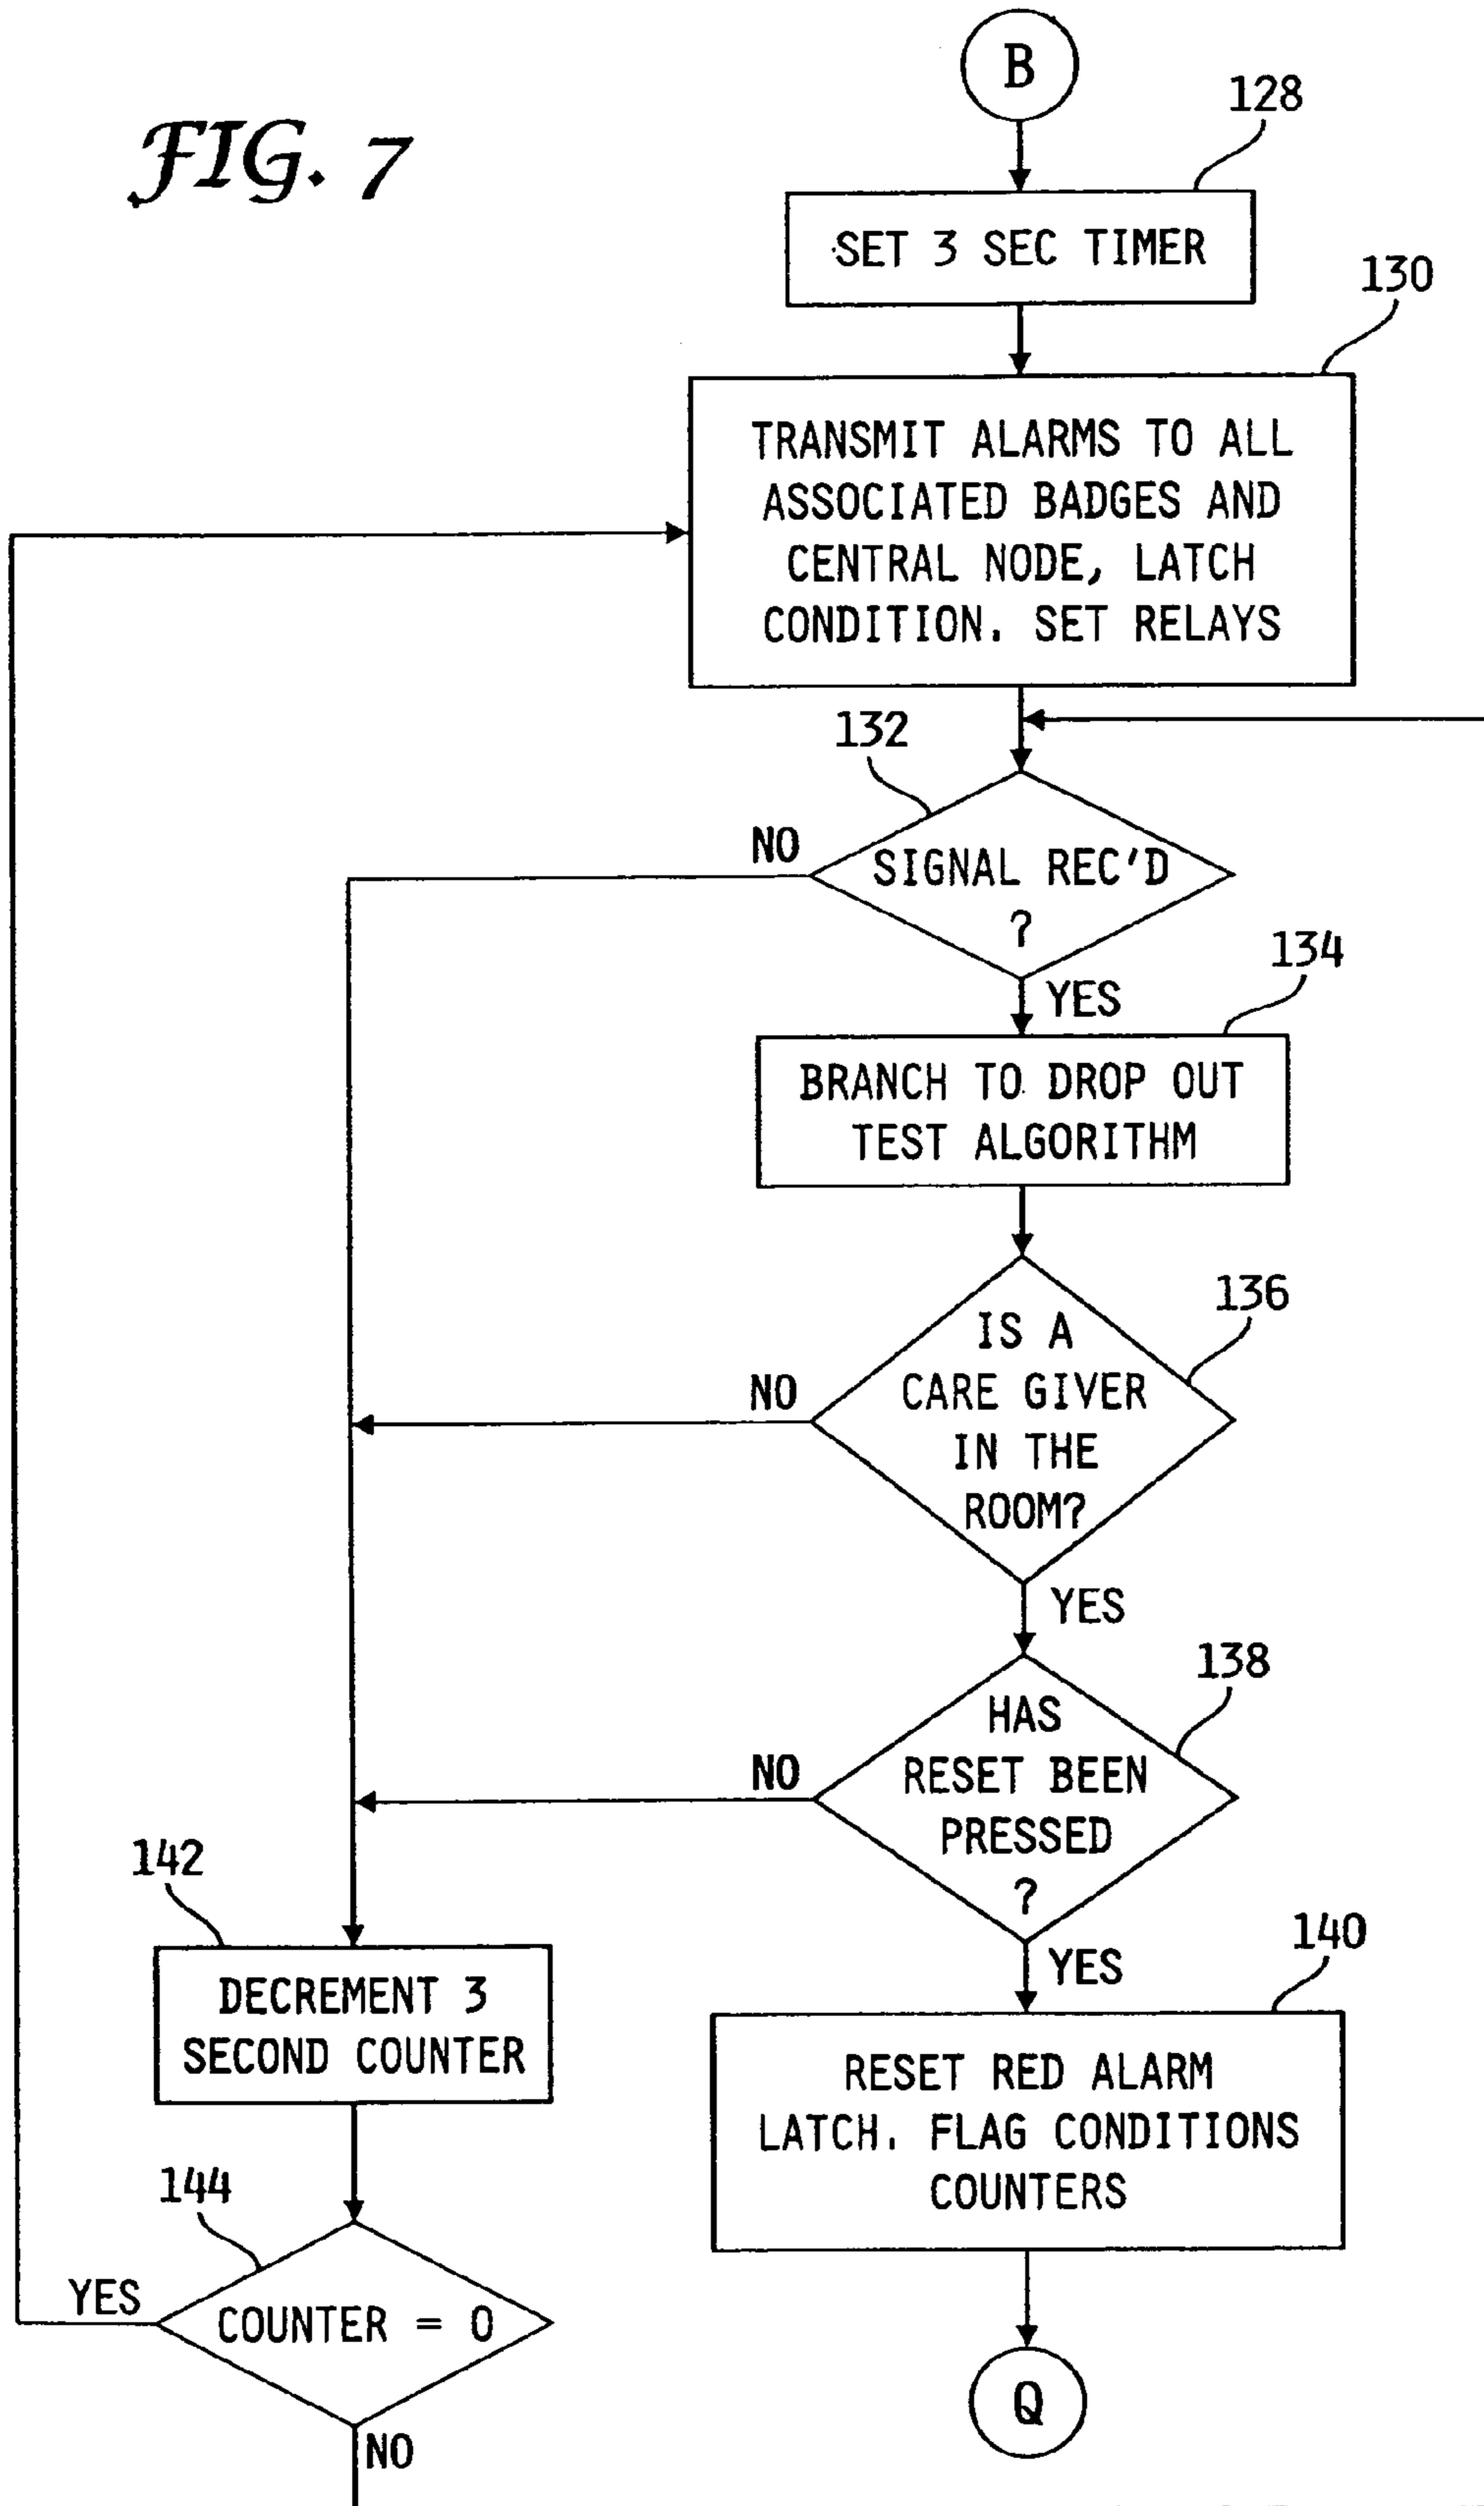 FIG. 7
B
128
SET 3 SEC TIMER
130
TRANSMIT ALARMS TO ALL
ASSOCIATED BADGES AND
CENTRAL NODE, LATCH
CONDITION. SET RELAYS
132
NO
SIGNAL REC'D
?
YES
134
BRANCH TO DROP OUT
TEST ALGORITHM
136
IS A
CARE GIVER
IN THE
ROOM?
NO
YES
138
HAS
RESET BEEN
PRESSED
?
NO
YES
140
RESET RED ALARM
LATCH. FLAG CONDITIONS
COUNTERS
Q
142
DECREMENT 3
SECOND COUNTER
144
YES
COUNTER = 0
NO